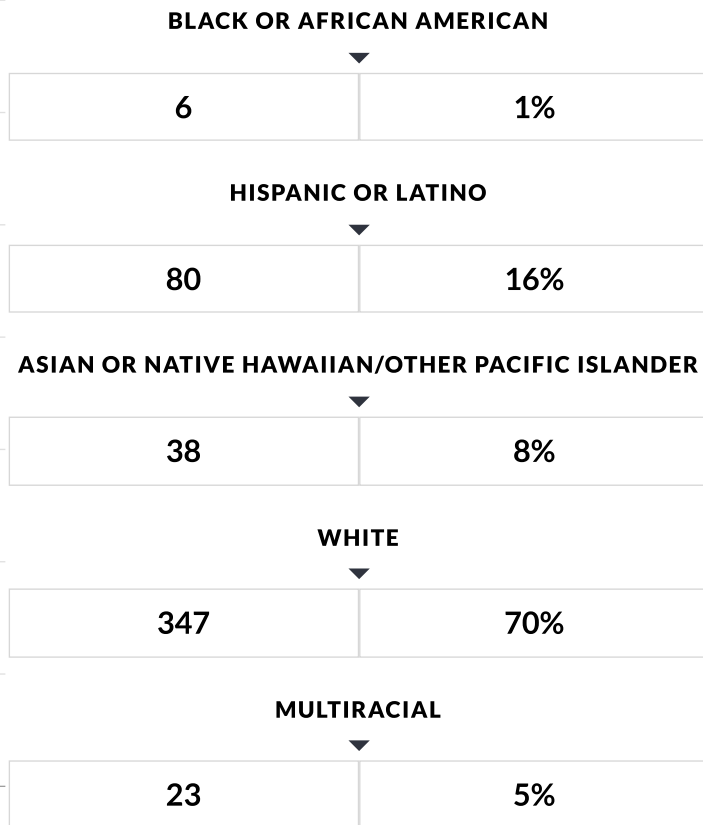 BLACK OR AFRICAN AMERICAN
6 1%
HISPANIC OR LATINO
80 16%
ASIAN OR NATIVE HAWAIIAN/OTHER PACIFIC ISLANDER
38 8%
WHITE
347 70%
MULTIRACIAL
23 5%